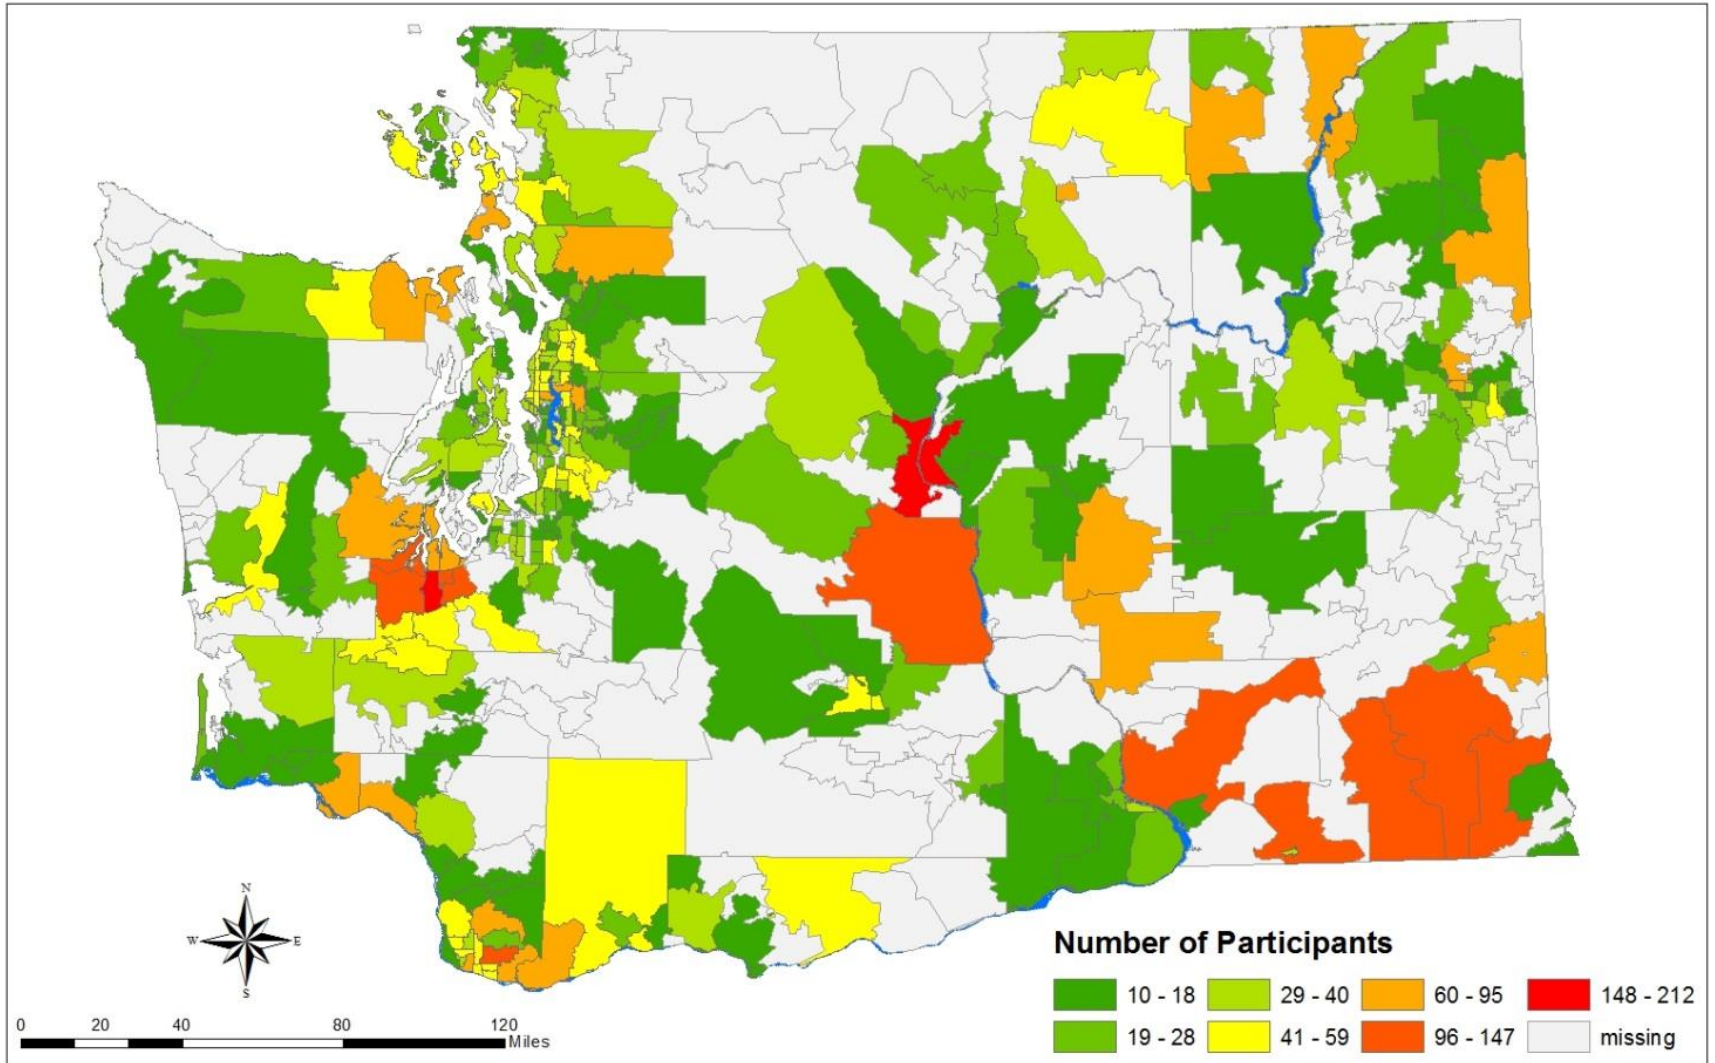 N
W E
S
0 20 40 80 120
Miles
Number of Participants
10 - 18 29 - 40 60 - 95 148 - 212
19 - 28 41 - 59 96 - 147 missing